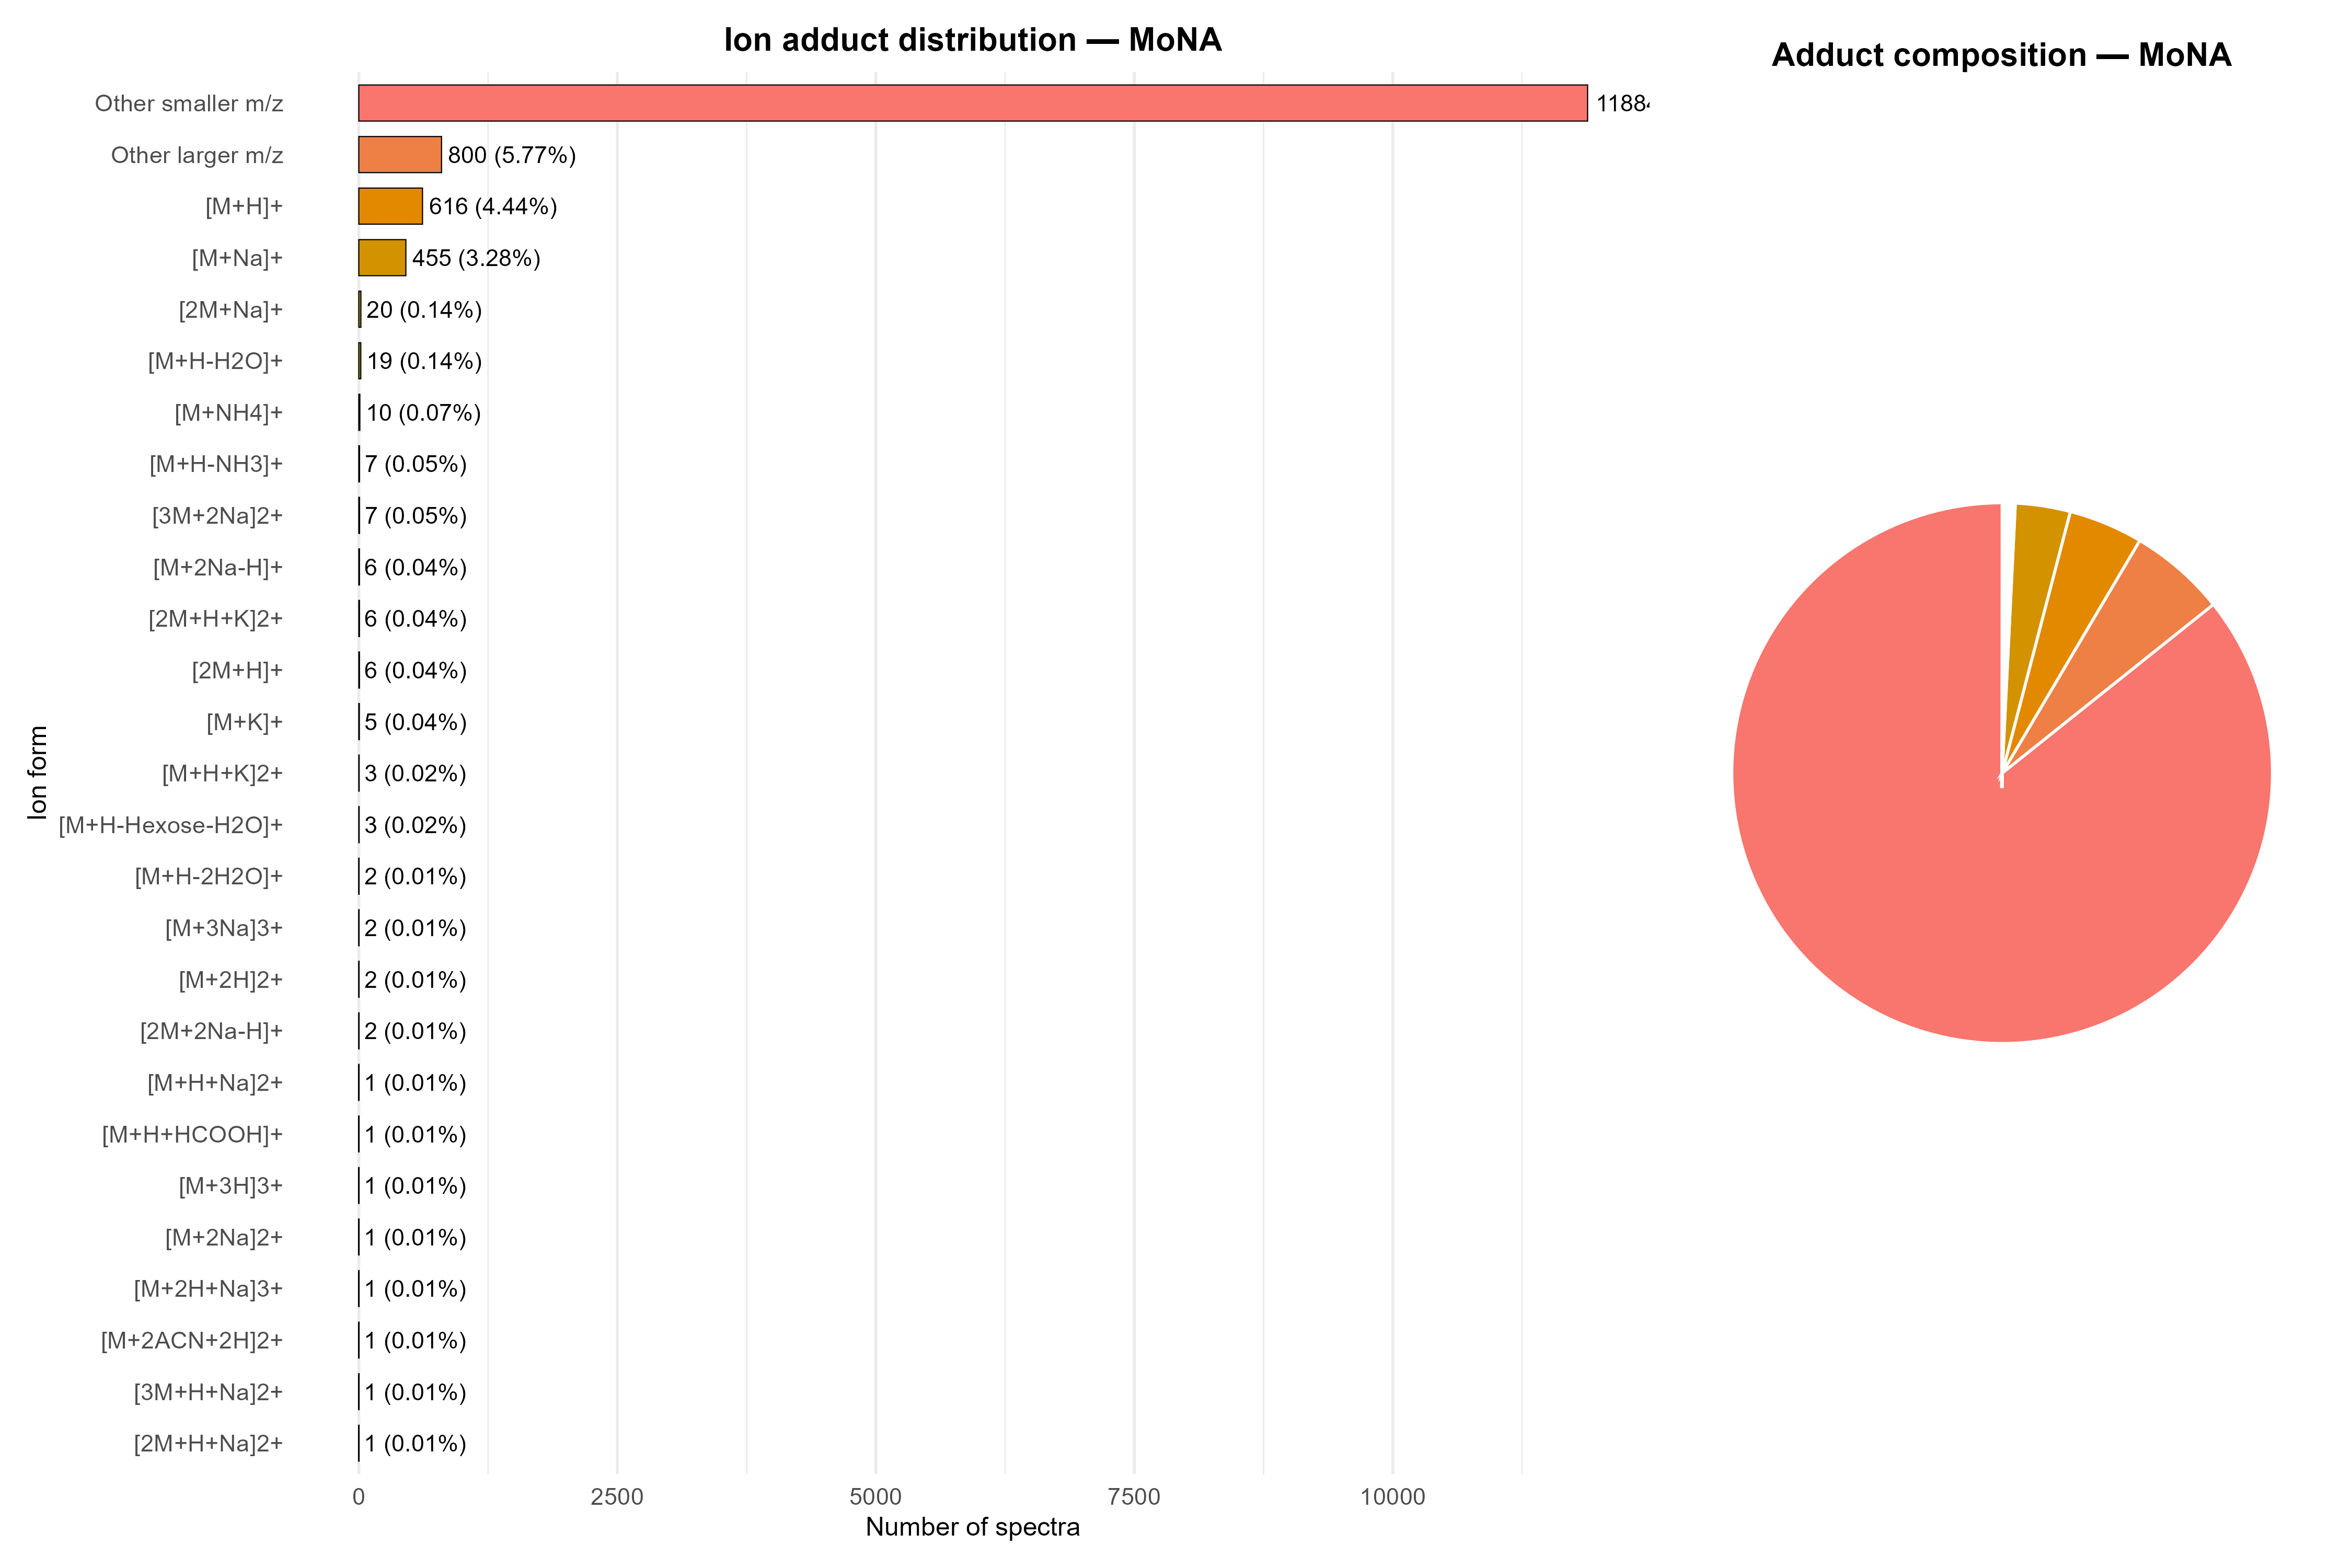 Ion adduct distribution — MoNA
Other smaller m/z
1188
Other larger m/z
800 (5.77%)
[M+H]+
616 (4.44%)
[M+Na]+
455 (3.28%)
[2M+Na]+
20 (0.14%)
[M+H-H2O]+
19 (0.14%)
[M+NH4]+
10 (0.07%)
[M+H-NH3]+
7 (0.05%)
[3M+2Na]2+
7 (0.05%)
[M+2Na-H]+
6 (0.04%)
[2M+H+K]2+
6 (0.04%)
[2M+H]+
6 (0.04%)
[M+K]+
5 (0.04%)
[M+H+K]2+
3 (0.02%)
[M+H-Hexose-H2O]+
3 (0.02%)
[M+H-2H2O]+
2 (0.01%)
[M+3Na]3+
2 (0.01%)
[M+2H]2+
2 (0.01%)
[2M+2Na-H]+
2 (0.01%)
[M+H+Na]2+
1 (0.01%)
[M+H+HCOOH]+
1 (0.01%)
[M+3H]3+
1 (0.01%)
[M+2Na]2+
1 (0.01%)
[M+2H+Na]3+
1 (0.01%)
[M+2ACN+2H]2+
1 (0.01%)
[3M+H+Na]2+
1 (0.01%)
[2M+H+Na]2+
1 (0.01%)
Ion form
0
2500
5000
7500
10000
Number of spectra
Adduct composition — MoNA